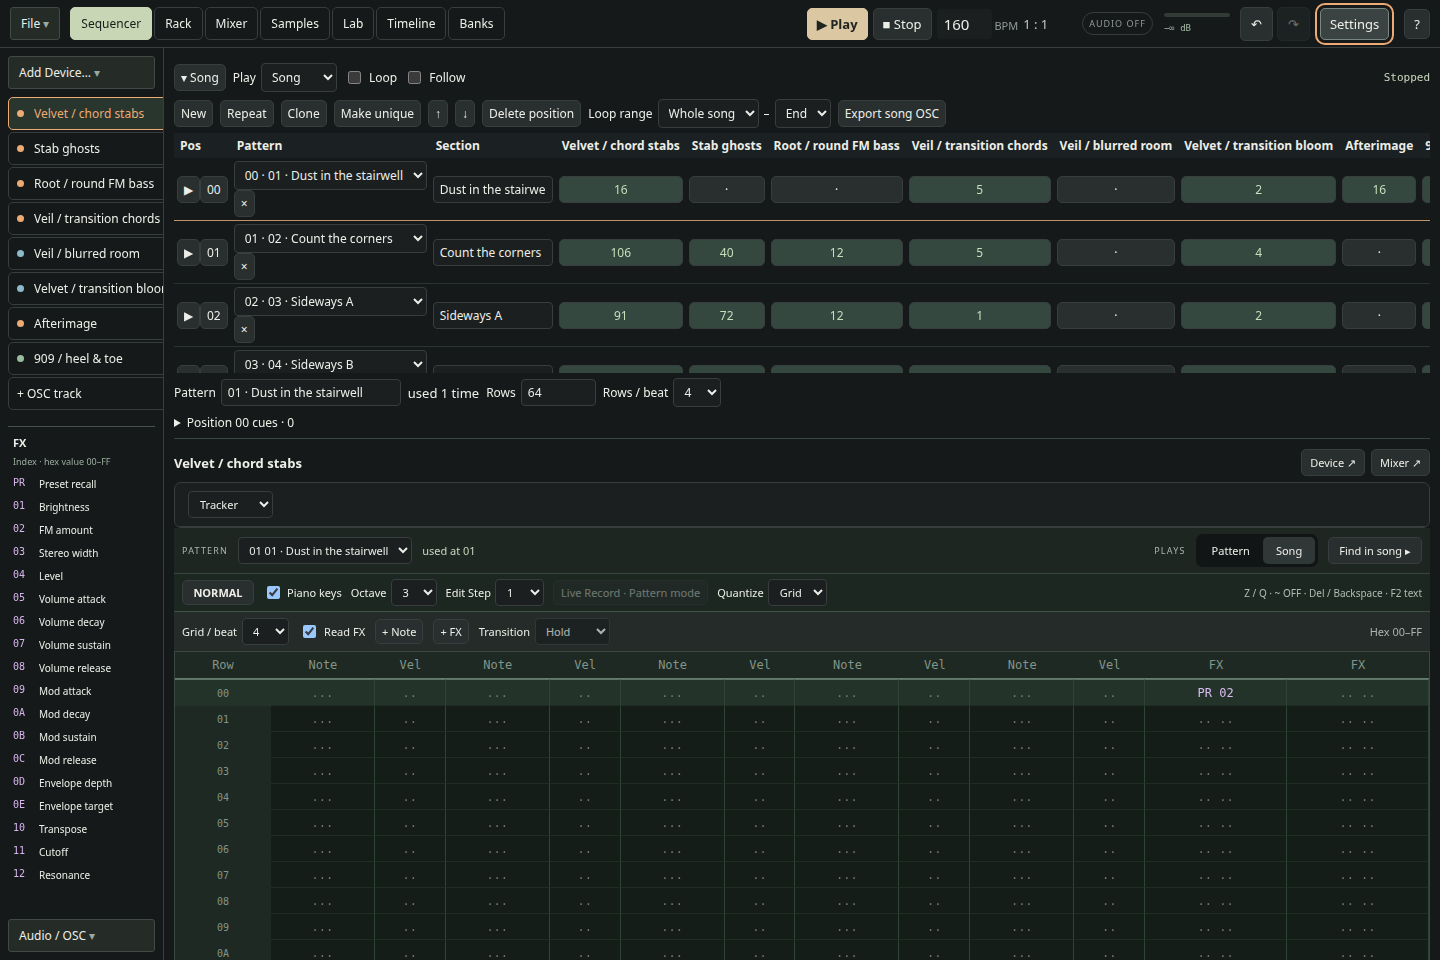 File ▾ Sequencer Rack Mixer Samples Lab Timeline Banks ▶ Play ■ Stop 160 BPM 1 : 1 AUDIO OFF −∞ dB ↶ ↷ Settings ?
Add Device... ▾
Velvet / chord stabs
Stab ghosts
Root / round FM bass
Veil / transition chords
Veil / blurred room
Velvet / transition bloo
Afterimage
909 / heel & toe
+ OSC track
FX
Index · hex value 00–FF
PR Preset recall
01 Brightness
02 FM amount
03 Stereo width
04 Level
05 Volume attack
06 Volume decay
07 Volume sustain
08 Volume release
09 Mod attack
0A Mod decay
0B Mod sustain
0C Mod release
0D Envelope depth
0E Envelope target
10 Transpose
11 Cutoff
12 Resonance
Audio / OSC ▾
▾ Song Play Song Loop Follow Stopped
New Repeat Clone Make unique ↑ ↓ Delete position Loop range Whole song – End Export song OSC
Pos Pattern Section Velvet / chord stabs Stab ghosts Root / round FM bass Veil / transition chords Veil / blurred room Velvet / transition bloom Afterimage 9
▶ 00 00 · 01 · Dust in the stairwell × Dust in the stairwe 16 · · 5 · 2 16
▶ 01 01 · 02 · Count the corners × Count the corners 106 40 12 5 · 4 ·
▶ 02 02 · 03 · Sideways A × Sideways A 91 72 12 1 · 2 ·
03 · 04 · Sideways B
Pattern 01 · Dust in the stairwell used 1 time Rows 64 Rows / beat 4
▶ Position 00 cues · 0
Velvet / chord stabs Device ↗ Mixer ↗
Tracker
PATTERN 01 01 · Dust in the stairwell used at 01 PLAYS Pattern Song Find in song ▸
NORMAL Piano keys Octave 3 Edit Step 1 Live Record · Pattern mode Quantize Grid Z / Q · ~ OFF · Del / Backspace · F2 text
Grid / beat 4 Read FX + Note + FX Transition Hold Hex 00–FF
Row Note Vel Note Vel Note Vel Note Vel Note Vel FX FX
00 ... .. ... .. ... .. ... .. ... .. PR 02 .. ..
01 ... .. ... .. ... .. ... .. ... .. .. .. .. ..
02 ... .. ... .. ... .. ... .. ... .. .. .. .. ..
03 ... .. ... .. ... .. ... .. ... .. .. .. .. ..
04 ... .. ... .. ... .. ... .. ... .. .. .. .. ..
05 ... .. ... .. ... .. ... .. ... .. .. .. .. ..
06 ... .. ... .. ... .. ... .. ... .. .. .. .. ..
07 ... .. ... .. ... .. ... .. ... .. .. .. .. ..
08 ... .. ... .. ... .. ... .. ... .. .. .. .. ..
09 ... .. ... .. ... .. ... .. ... .. .. .. .. ..
0A ... .. ... .. ... .. ... .. ... .. .. .. .. ..